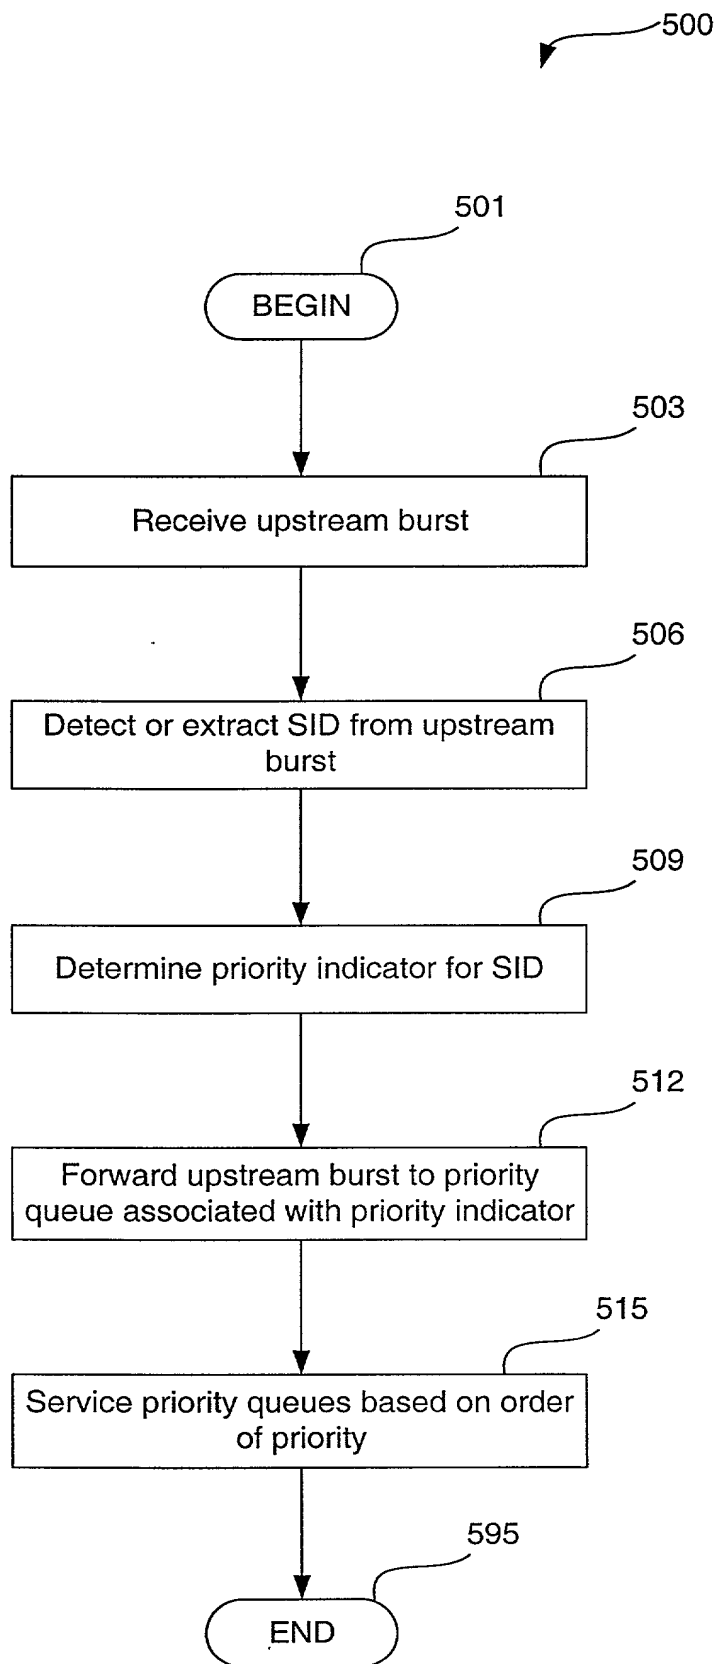 500
501
BEGIN
503
Receive upstream burst
506
Detect or extract SID from upstream
burst
509
Determine priority indicator for SID
512
Forward upstream burst to priority
queue associated with priority indicator
515
Service priority queues based on order
of priority
595
END